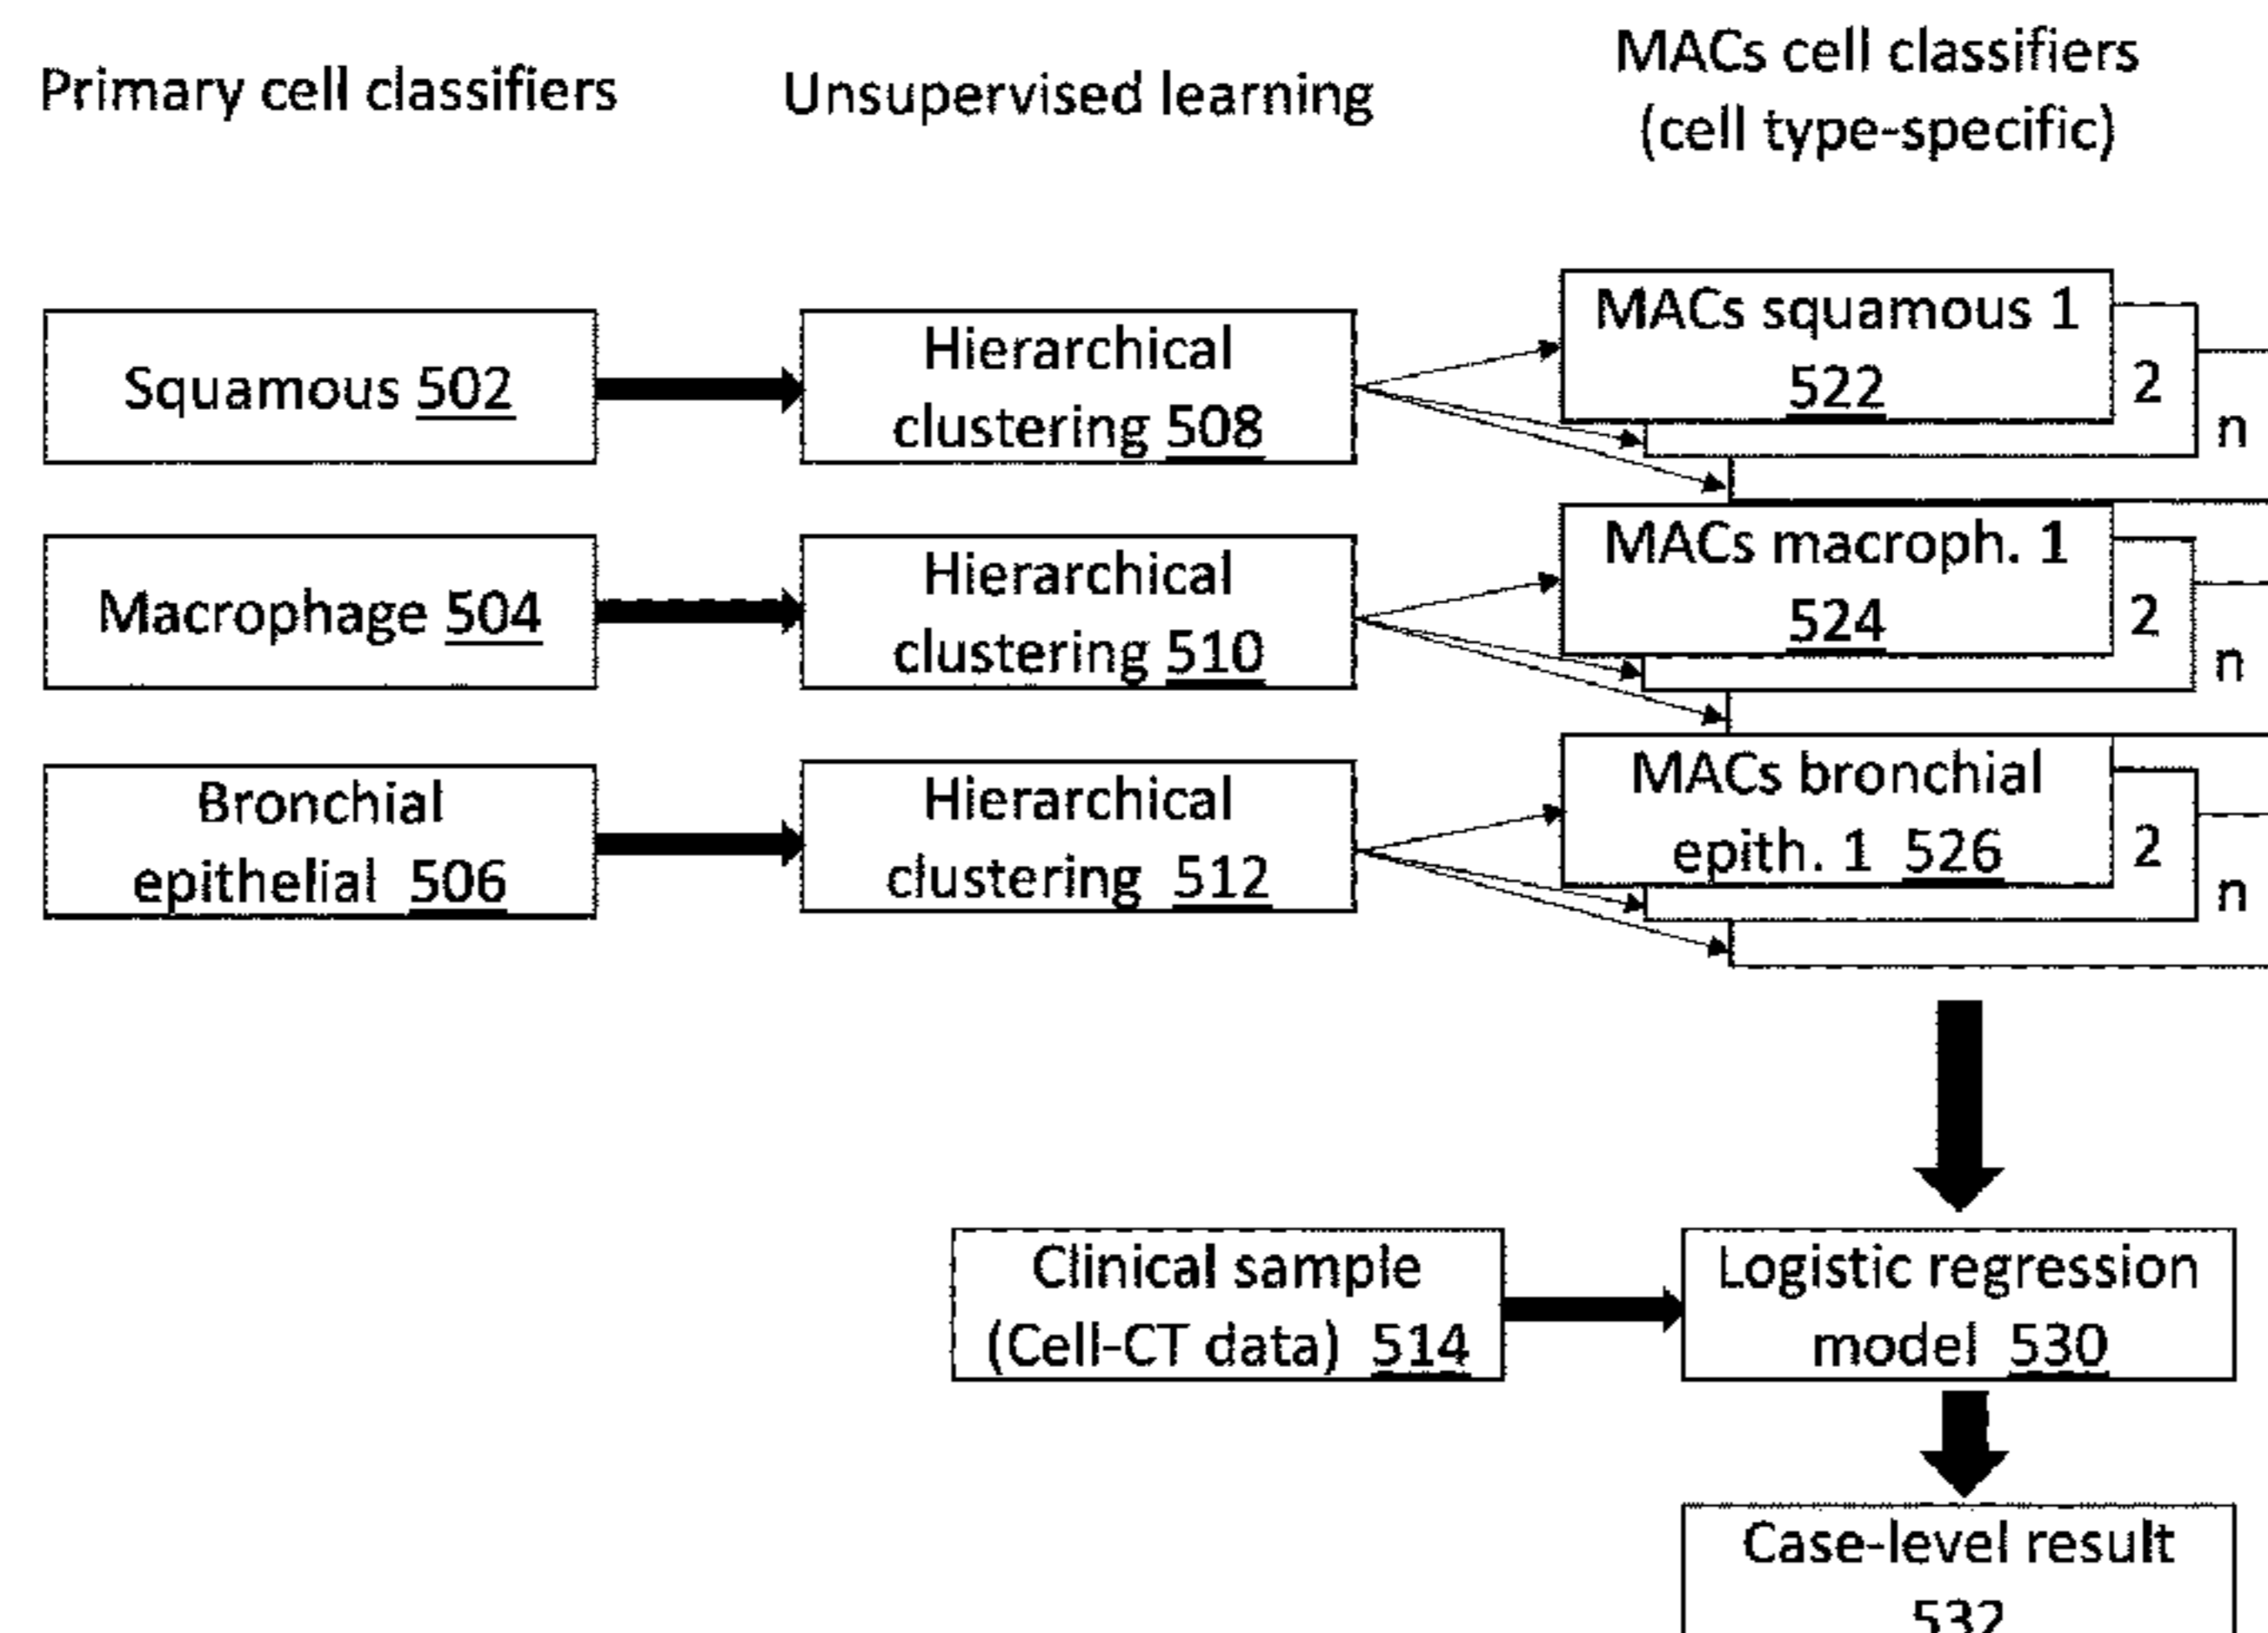 Primary cell classifiers
Unsupervised learning
MACs cell classifiers
(cell type-specific)
Squamous 502
Hierarchical
clustering 508
MACs squamous 1
522
2
n
Macrophage 504
Hierarchical
clustering 510
MACs macroph. 1
524
2
n
Bronchial
epithelial 506
Hierarchical
clustering 512
MACs bronchial
epith. 1 526
2
n
Clinical sample
(Cell-CT data) 514
Logistic regression
model 530
Case-level result
532